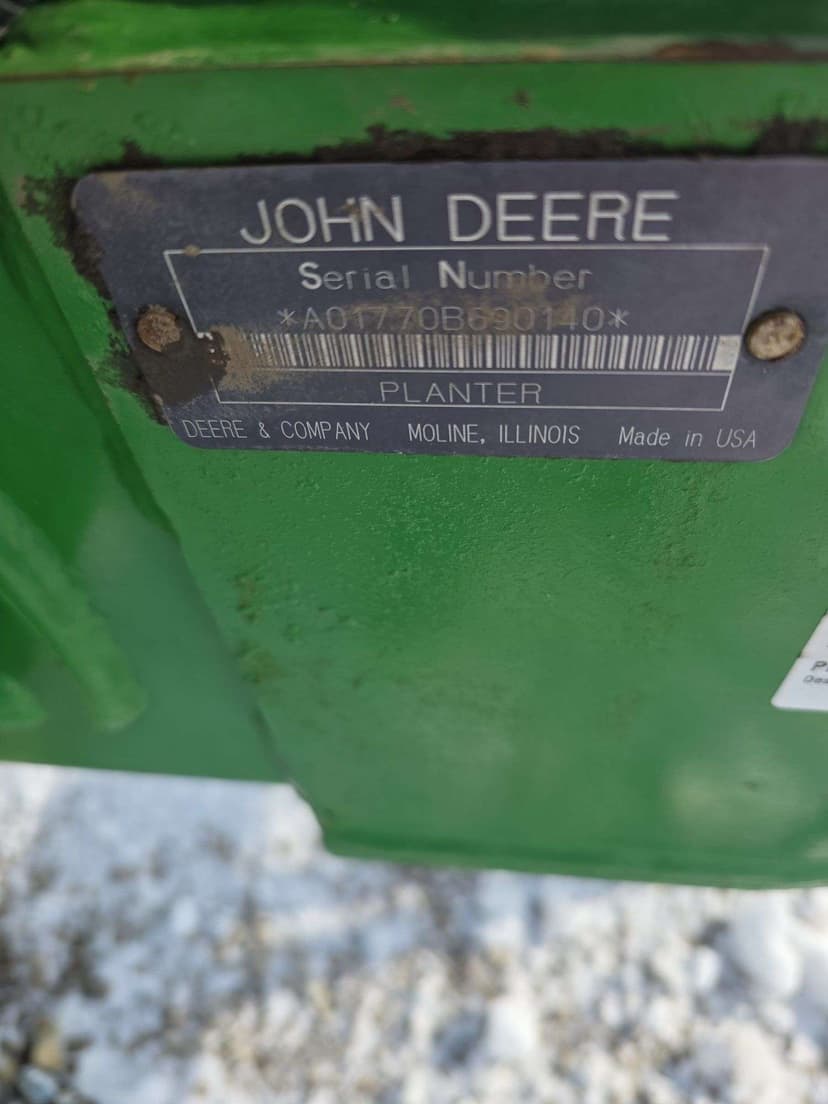 JOHN DEERE
Serial Number
*A01770B690140*
PLANTER
DEERE & COMPANY MOLINE, ILLINOIS Made in USA